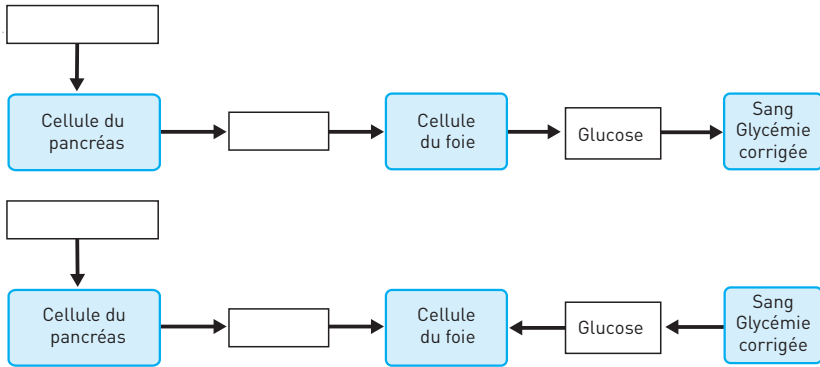 Cellule du
pancréas
Cellule
du foie
Glucose
Sang
Glycémie
corrigée
Cellule du
pancréas
Cellule
du foie
Glucose
Sang
Glycémie
corrigée